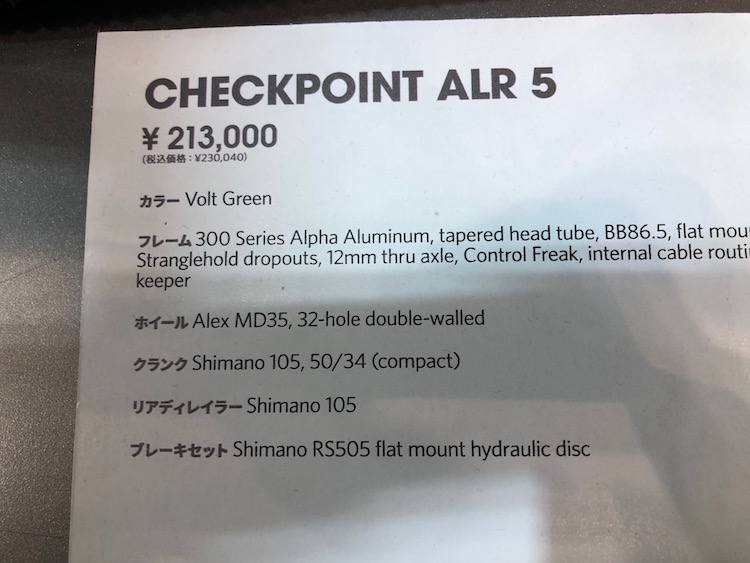 CHECKPOINT ALR 5
¥ 213,000
(税込価格：¥230,040)
カラー Volt Green
フレーム 300 Series Alpha Aluminum, tapered head tube, BB86.5, flat
Stranglehold dropouts, 12mm thru axle, Control Freak, internal cable
keeper
ホイール Alex MD35, 32-hole double-walled
クランク Shimano 105, 50/34 (compact)
リアディレイラー Shimano 105
ブレーキセット Shimano RS505 flat mount hydraulic disc